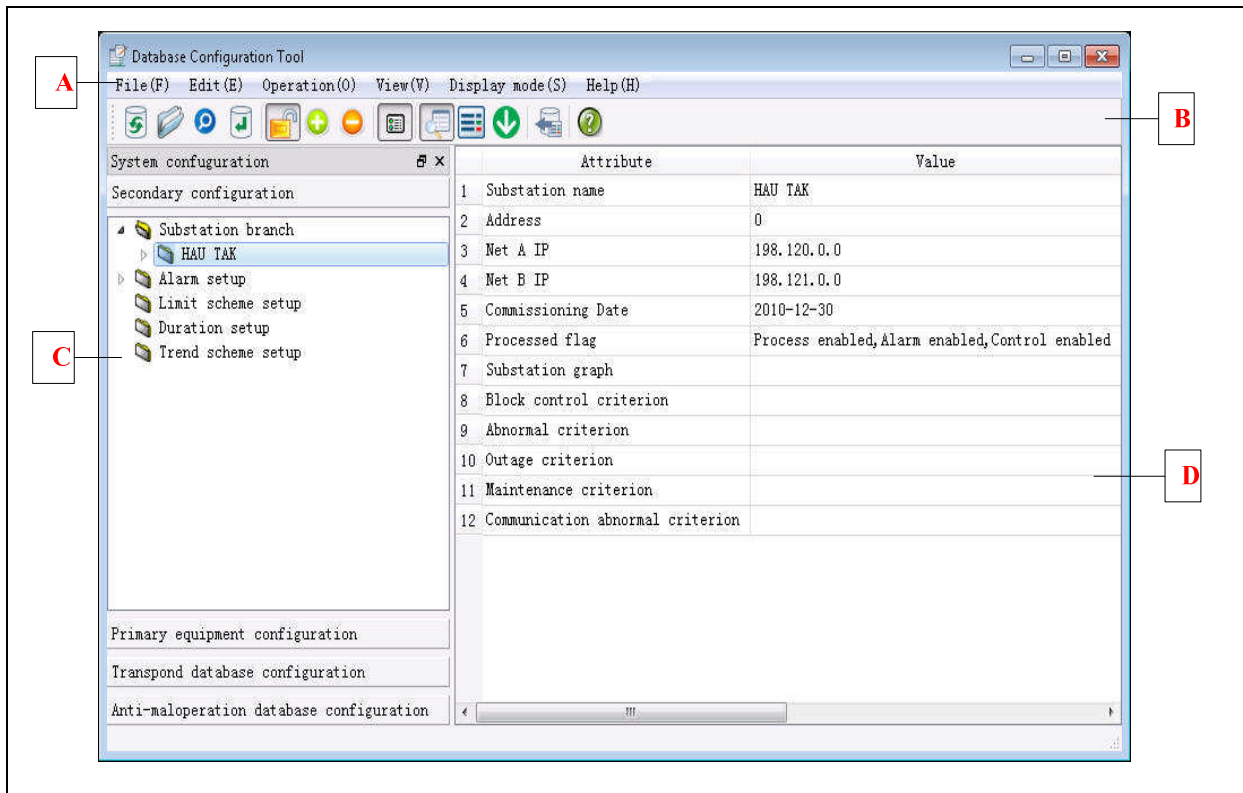 Database Configuration Tool
A
File(F) Edit(E) Operation(O) View(V) Display mode(S) Help(H)
B
System confuguration
Secondary configuration
Substation branch
HAU TAK
Alarm setup
Limit scheme setup
Duration setup
Trend scheme setup
C
Primary equipment configuration
Transpond database configuration
Anti-maloperation database configuration
Attribute Value
1 Substation name HAU TAK
2 Address 0
3 Net A IP 198.120.0.0
4 Net B IP 198.121.0.0
5 Commissioning Date 2010-12-30
6 Processed flag Process enabled,Alarm enabled,Control enabled
7 Substation graph
8 Block control criterion
9 Abnormal criterion
10 Outage criterion
11 Maintenance criterion
12 Communication abnormal criterion
D